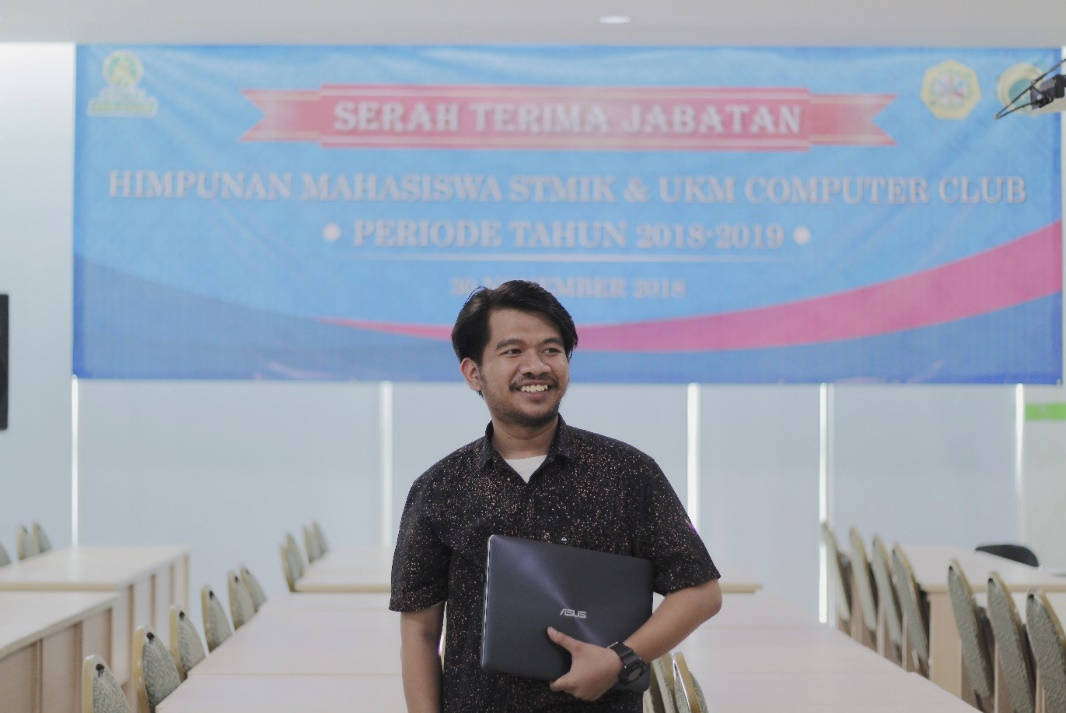 SERAH TERIMA JABATAN
HIMPUNAN MAHASISWA STMIK & UKM COMPUTER CLUB
• PERIODE TAHUN 2018-2019 •
2018
ASUS